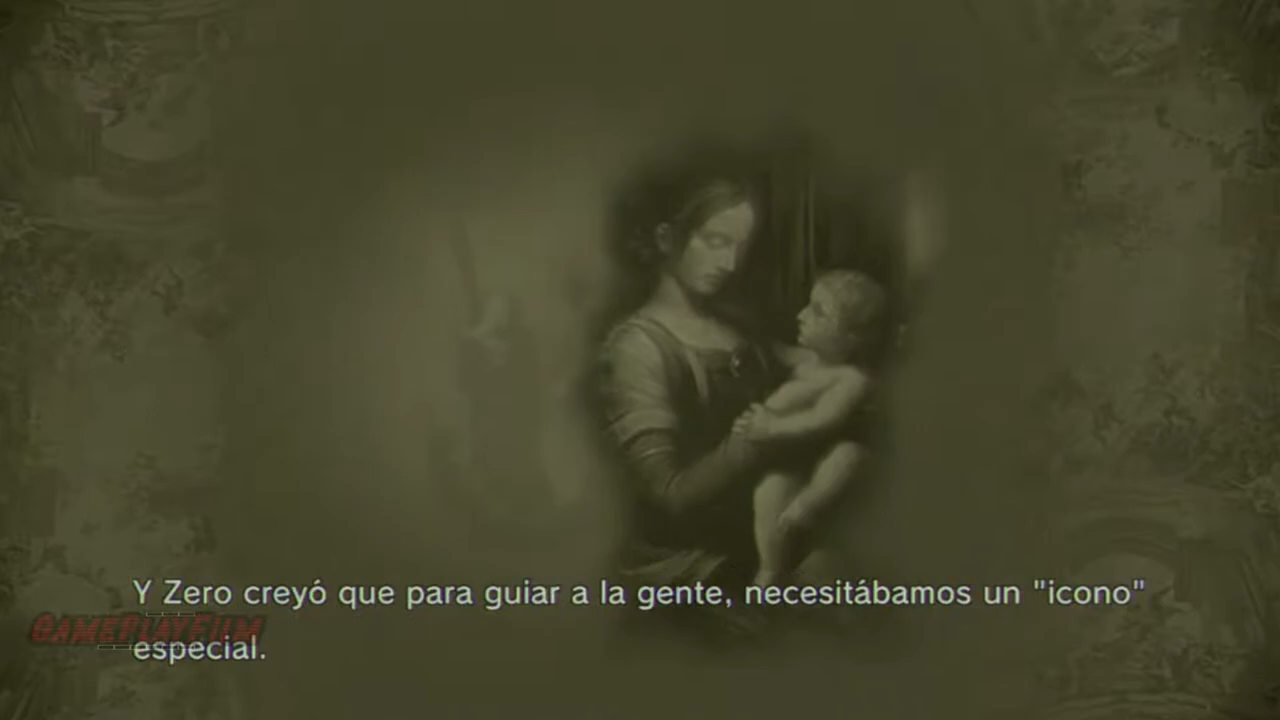 Y Zero creyó que para guiar a la gente, necesitábamos un "icono"
GAMEPLAYFILM
especial.